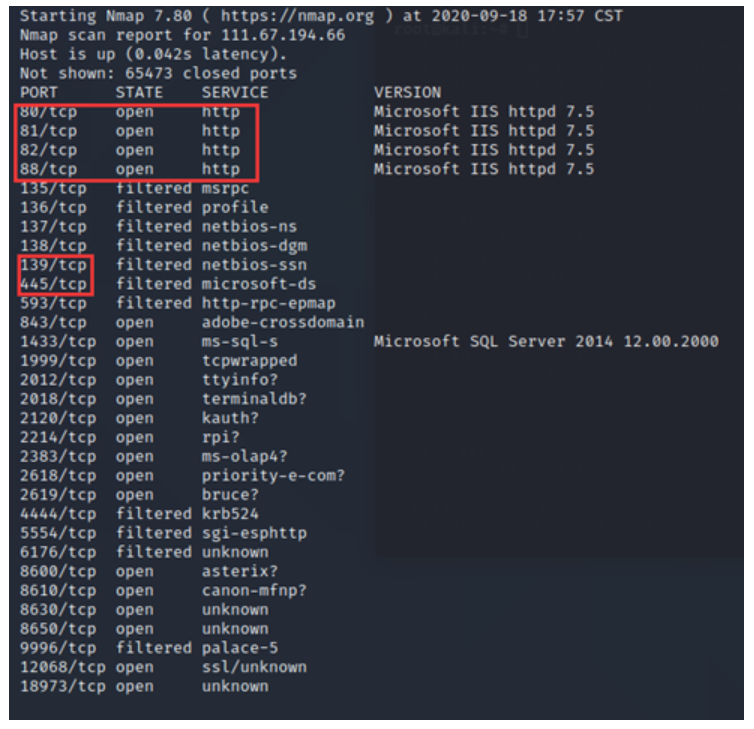 Starting Nmap 7.80 ( https://nmap.org ) at 2020-09-18 17:57 CST
Nmap scan report for 111.67.194.66
Host is up (0.042s latency).
Not shown: 65473 closed ports
PORT STATE SERVICE VERSION
80/tcp open http Microsoft IIS httpd 7.5
81/tcp open http Microsoft IIS httpd 7.5
82/tcp open http Microsoft IIS httpd 7.5
88/tcp open http Microsoft IIS httpd 7.5
135/tcp filtered msrpc
136/tcp filtered profile
137/tcp filtered netbios-ns
138/tcp filtered netbios-dgm
139/tcp filtered netbios-ssn
445/tcp filtered microsoft-ds
593/tcp filtered http-rpc-epmap
843/tcp open adobe-crossdomain
1433/tcp open ms-sql-s Microsoft SQL Server 2014 12.00.2000
1999/tcp open tcpwrapped
2012/tcp open ttyinfo?
2018/tcp open terminaldb?
2120/tcp open kauth?
2214/tcp open rpi?
2383/tcp open ms-olap4?
2618/tcp open priority-e-com?
2619/tcp open bruce?
4444/tcp filtered krb524
5554/tcp filtered sgi-esphttp
6176/tcp filtered unknown
8600/tcp open asterix?
8610/tcp open canon-mfnp?
8630/tcp open unknown
8650/tcp open unknown
9996/tcp filtered palace-5
12068/tcp open ssl/unknown
18973/tcp open unknown